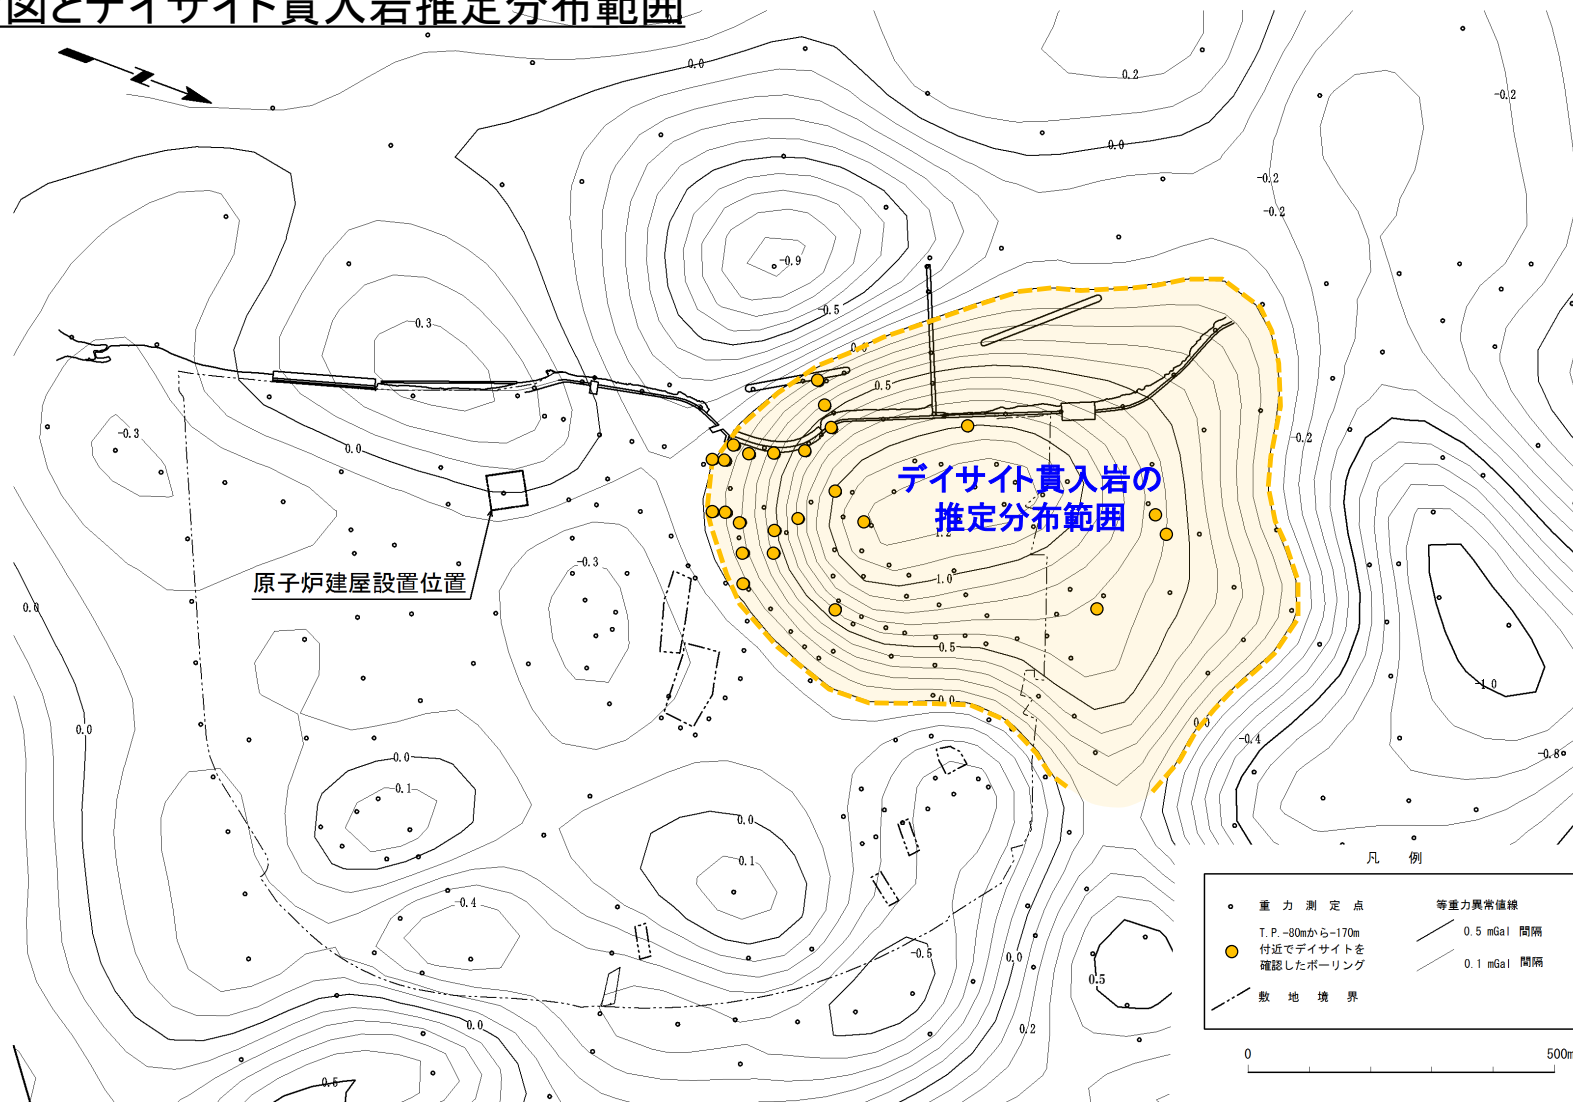 図とデイサイト貫入岩推定分布範囲
0.0
0.2
-0.2
0.0
-0.2
-0.2
-0.9
-0.5
0.3
0.0
0.5
-0.3
0.0
-0.2
デイサイト貫入岩の
推定分布範囲
1.2
-0.3
1.0
原子炉建屋設置位置
0.0
0.5
-1.0
0.0
0.0
0.0
-0.4
-0.8
0.0
0.1
0.0
0.1
-0.4
-0.5
0.0
0.5
0.0
0.2
0.5
凡 例
重 力 測 定 点
T.P.-80mから-170m
付近でデイサイトを
確認したボーリング
敷 地 境 界
等重力異常値線
0.5 mGal 間隔
0.1 mGal 間隔
0
500m